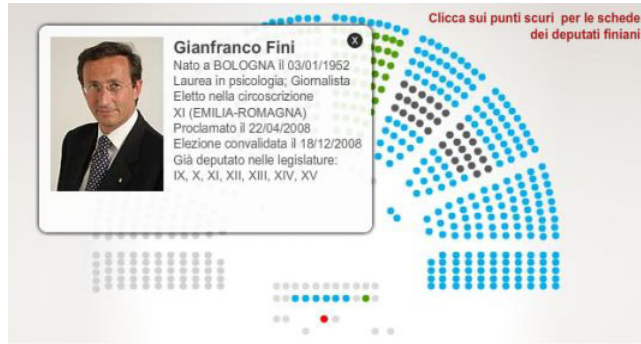 Clicca sui punti scuri per le schede
dei deputati finiani
X
Gianfranco Fini
Nato a BOLOGNA il 03/01/1952
Laurea in psicologia; Giornalista
Eletto nella circoscrizione
XI (EMILIA-ROMAGNA)
Proclamato il 22/04/2008
Elezione convalidata il 18/12/2008
Già deputato nelle legislature:
IX, X, XI, XII, XIII, XIV, XV